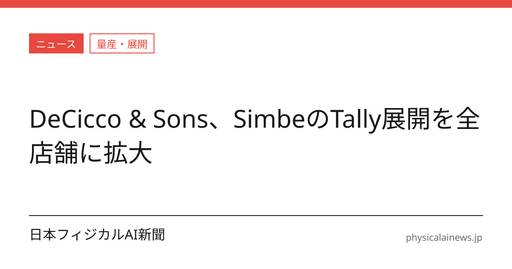 ニュース 量産・展開
DeCicco & Sons、SimbeのTally展開を全
店舗に拡大
日本フィジカルAI新聞 physicalainews.jp